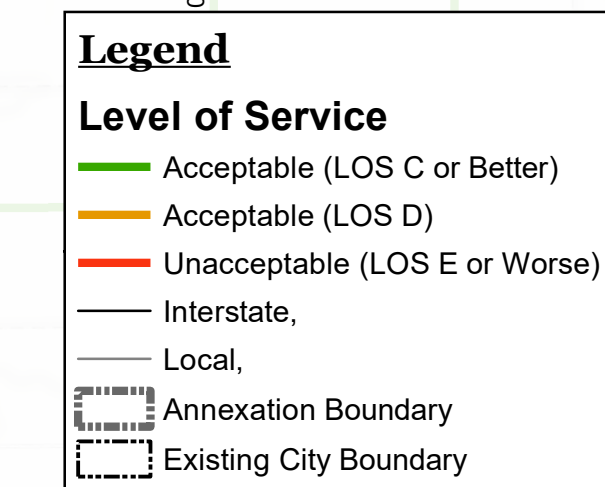 Legend
Level of Service
Acceptable (LOS C or Better)
Acceptable (LOS D)
Unacceptable (LOS E or Worse)
Interstate,
Local,
Annexation Boundary
Existing City Boundary